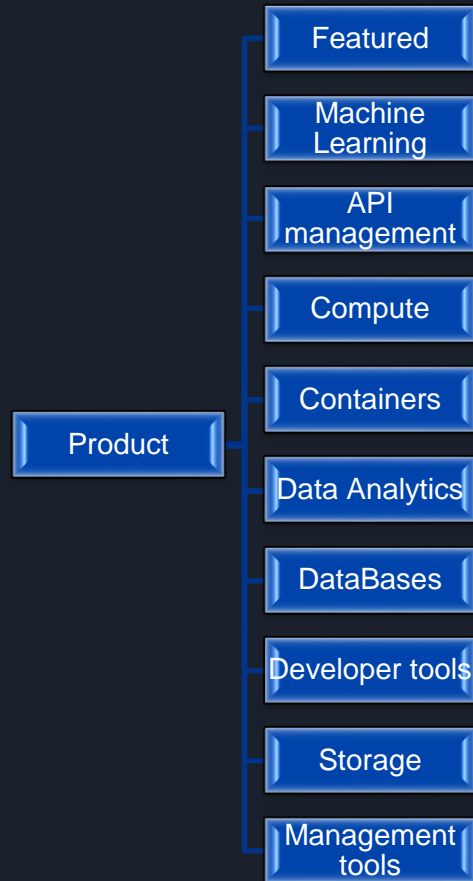 Featured
Machine
Learning
API
management
Compute
Containers
Product
Data Analytics
DataBases
Developer tools
Storage
Management
tools